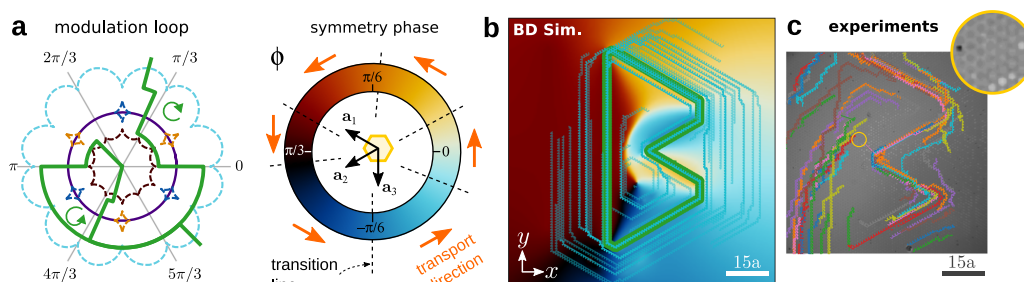 a
modulation loop
2π/3
π/3
π
0
4π/3
5π/3
symmetry phase
ϕ
π/6
π/3
0
−π/6
a₁
a₂
a₃
transition
transport
direction
b
BD Sim.
y
x
15a
c
experiments
15a